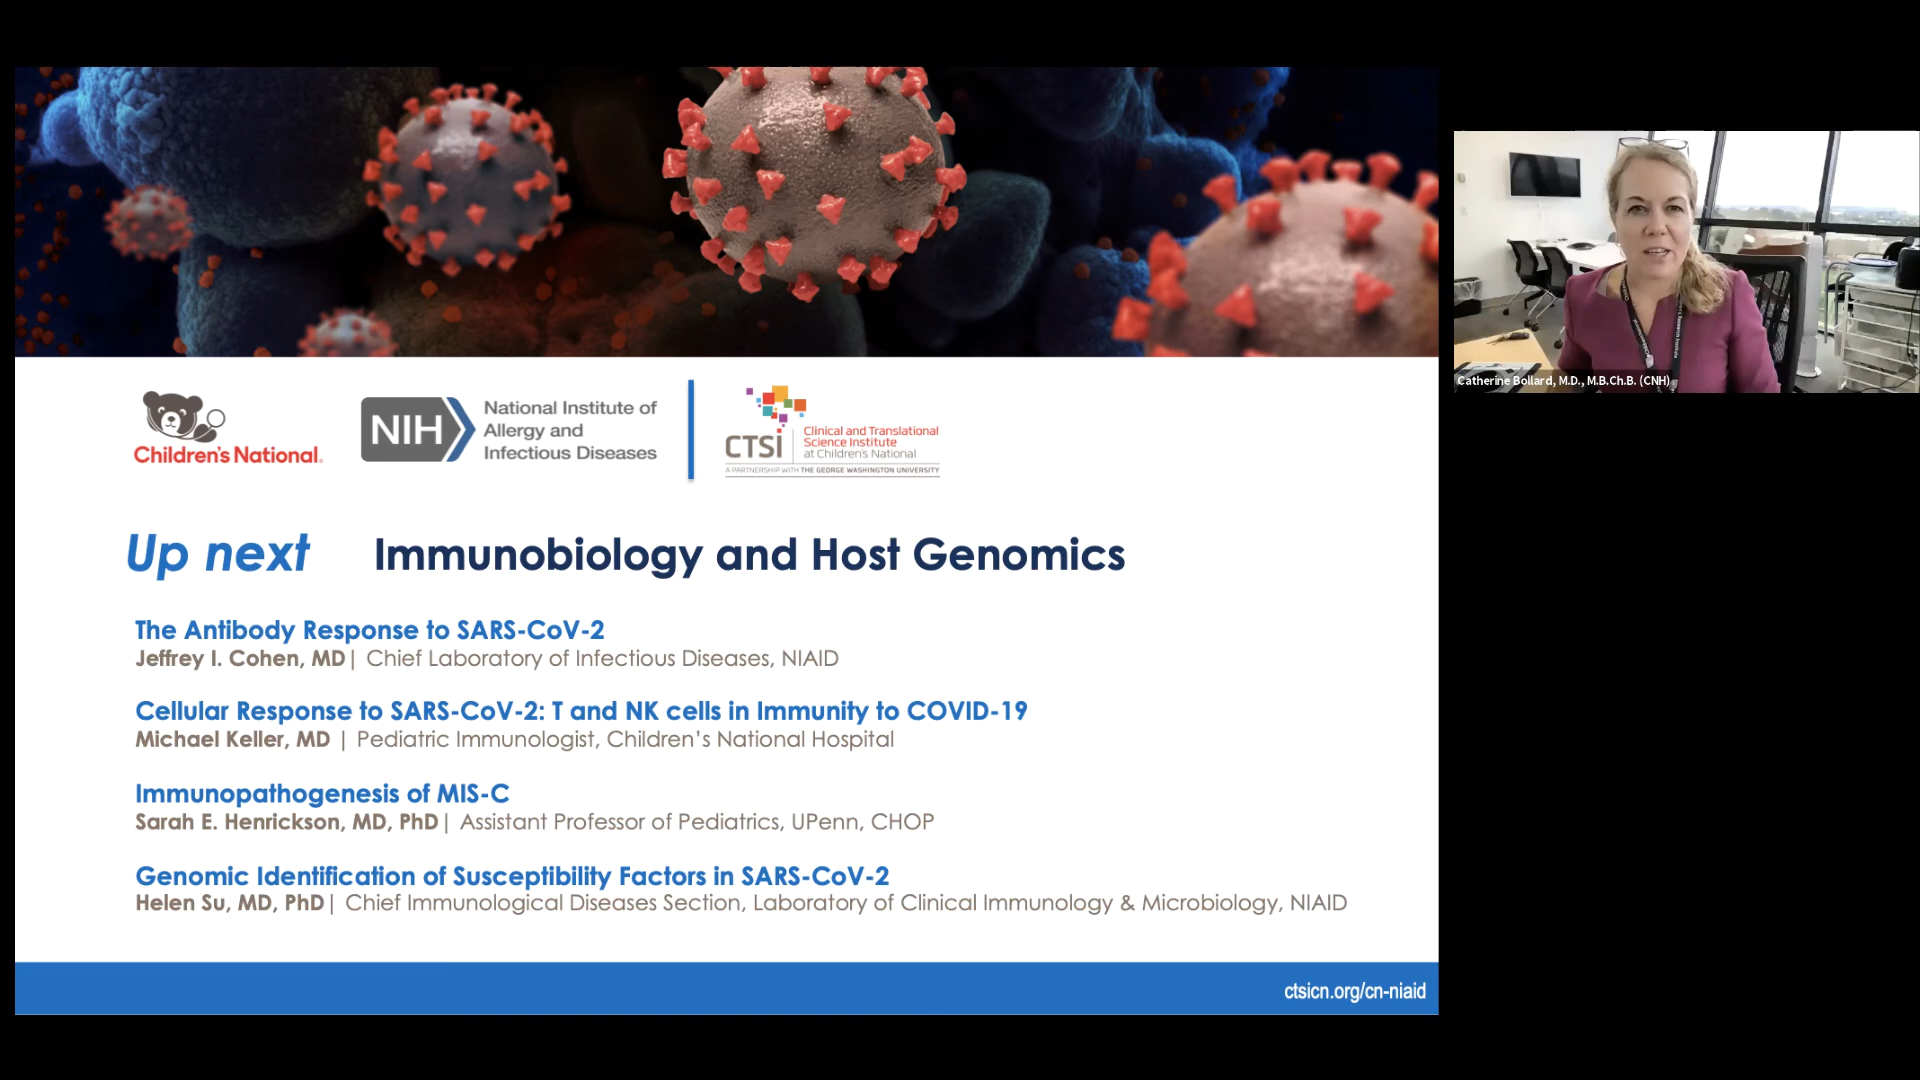 Children's National
NIH
National Institute of
Allergy and
Infectious Diseases
CTSI
Clinical and Translational
Science Institute
at Children's National
A PARTNERSHIP WITH THE GEORGE WASHINGTON UNIVERSITY
Up next Immunobiology and Host Genomics
The Antibody Response to SARS-CoV-2
Jeffrey I. Cohen, MD| Chief Laboratory of Infectious Diseases, NIAID
Cellular Response to SARS-CoV-2: T and NK cells in Immunity to COVID-19
Michael Keller, MD | Pediatric Immunologist, Children's National Hospital
Immunopathogenesis of MIS-C
Sarah E. Henrickson, MD, PhD| Assistant Professor of Pediatrics, UPenn, CHOP
Genomic Identification of Susceptibility Factors in SARS-CoV-2
Helen Su, MD, PhD| Chief Immunological Diseases Section, Laboratory of Clinical Immunology & Microbiology, NIAID
ctsicn.org/cn-niaid
Catherine Bollard, M.D., M.B.Ch.B. (CNH)